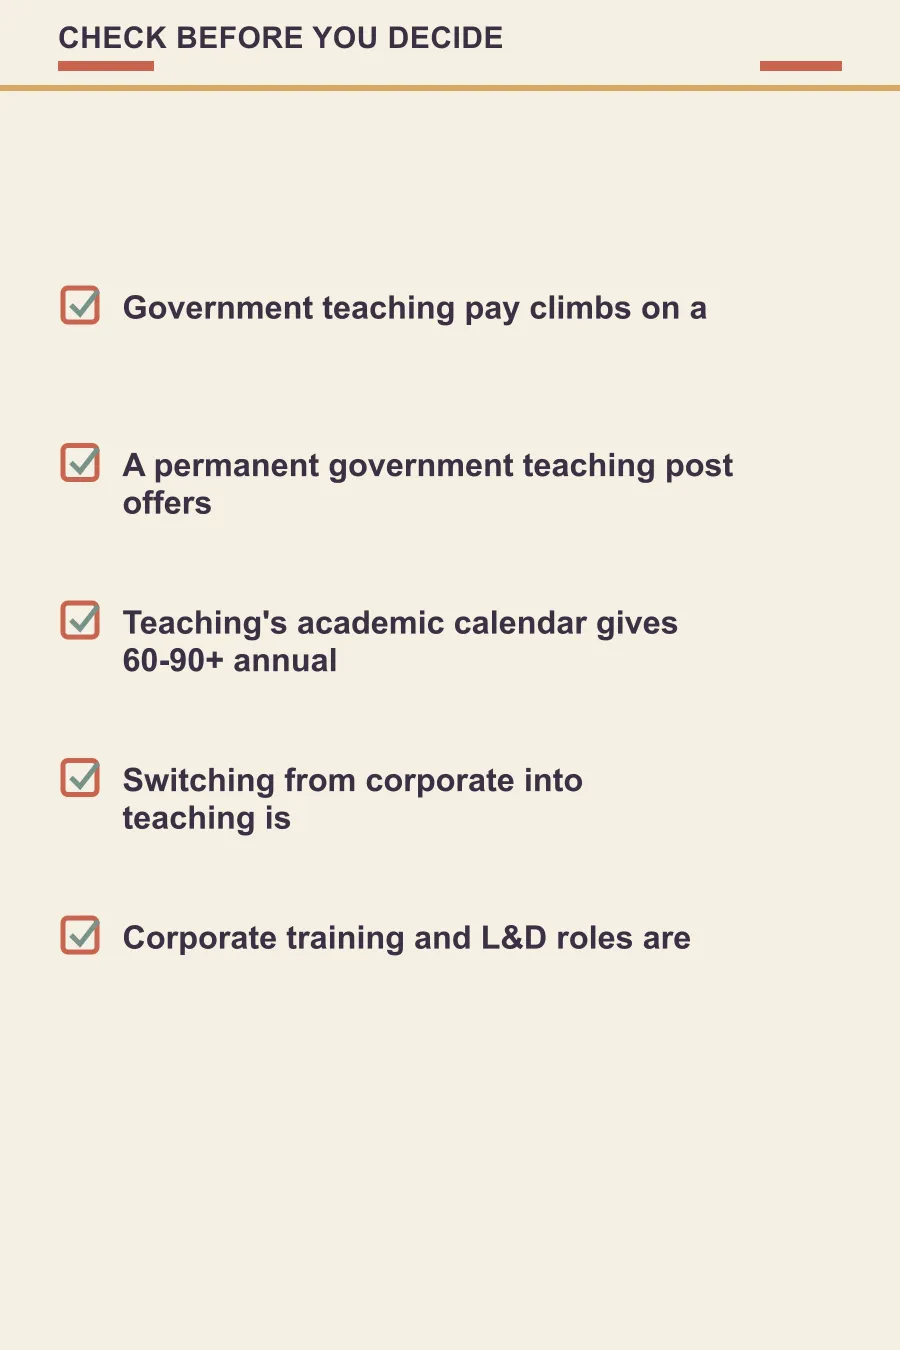 CHECK BEFORE YOU DECIDE
Government teaching pay climbs on a
A permanent government teaching post
offers
Teaching's academic calendar gives
60-90+ annual
Switching from corporate into
teaching is
Corporate training and L&D roles are